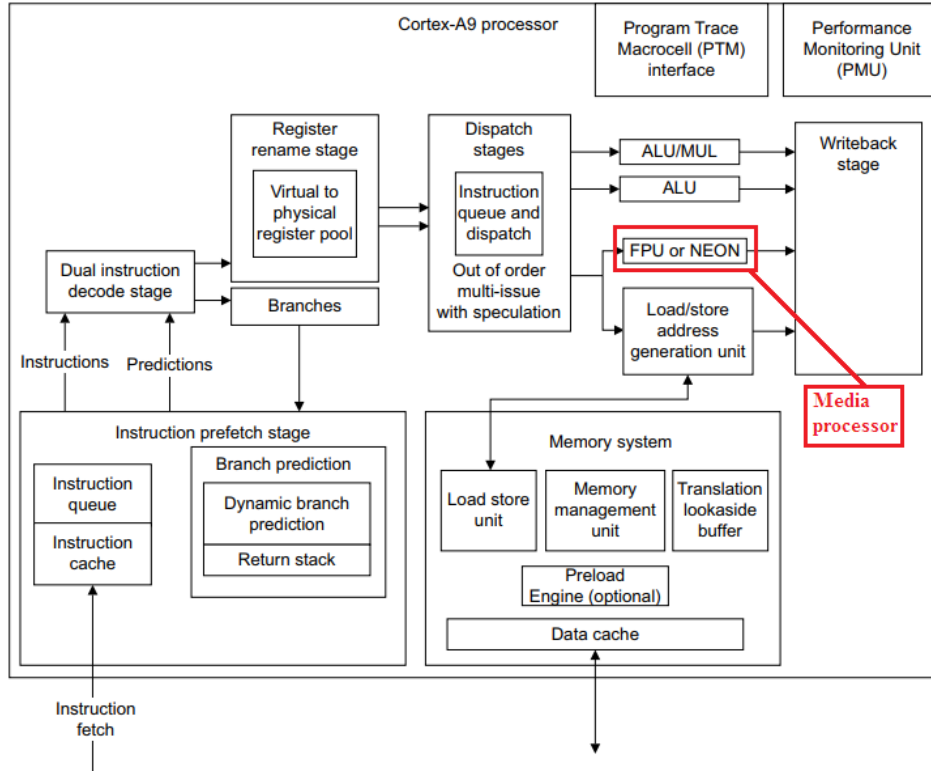 Cortex-A9 processor
Program Trace
Macrocell (PTM)
interface
Performance
Monitoring Unit
(PMU)
Register
rename stage
Virtual to
physical
register pool
Dispatch
stages
Instruction
queue and
dispatch
Out of order
multi-issue
with speculation
ALU/MUL
ALU
FPU or NEON
Load/store
address
generation unit
Writeback
stage
Dual instruction
decode stage
Branches
Instructions
Predictions
Media
processor
Instruction prefetch stage
Instruction
queue
Instruction
cache
Branch prediction
Dynamic branch
prediction
Return stack
Memory system
Load store
unit
Memory
management
unit
Translation
lookaside
buffer
Preload
Engine (optional)
Data cache
Instruction
fetch